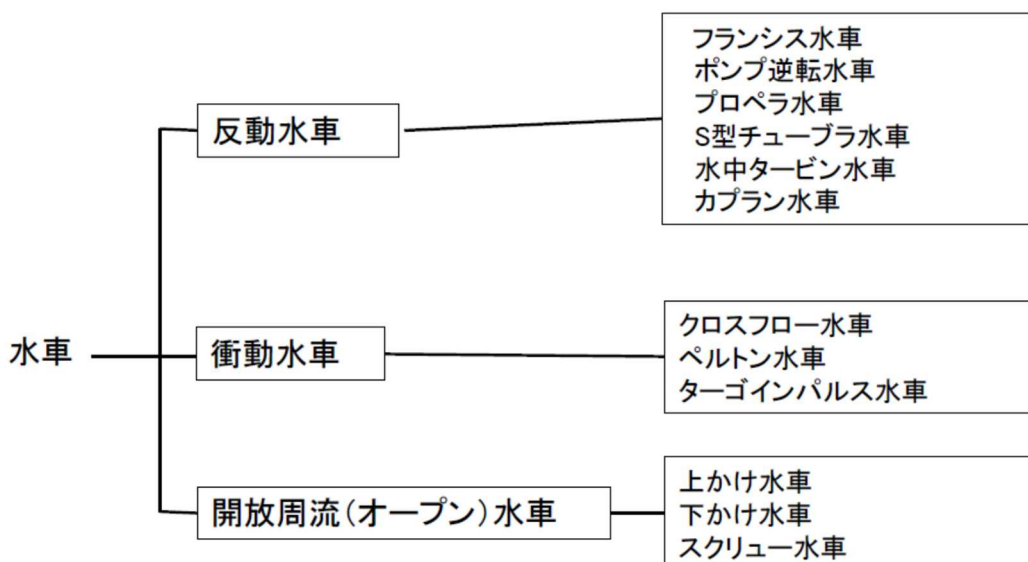 水車
反動水車
フランシス水車
ポンプ逆転水車
プロペラ水車
S型チューブラ水車
水中タービン水車
カプラン水車
衝動水車
クロスフロー水車
ペルトン水車
ターゴインパルス水車
開放周流(オープン)水車
上かけ水車
下かけ水車
スクリュー水車